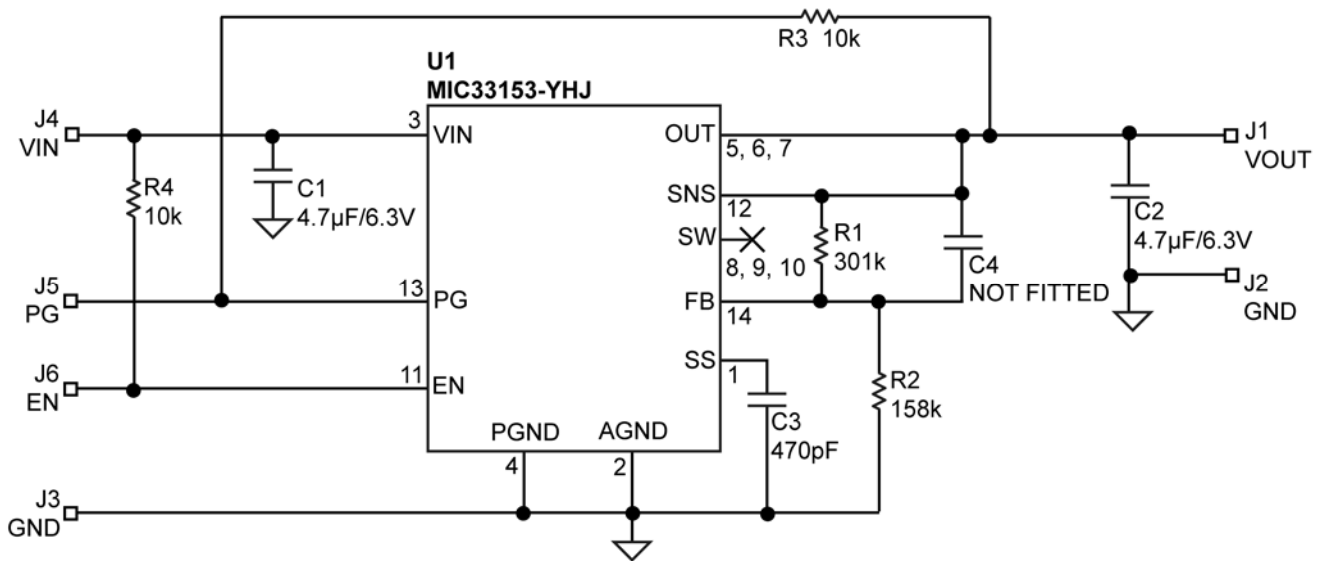 R3 10k
U1
MIC33153-YHJ
J4
VIN
3
VIN
OUT
5, 6, 7
J1
VOUT
R4
10k
C1
4.7µF/6.3V
SNS
12
SW
8, 9, 10
R1
301k
C4
NOT FITTED
C2
4.7µF/6.3V
J5
PG
13
PG
FB
14
J2
GND
J6
EN
11
EN
SS
1
R2
158k
C3
470pF
PGND
4
AGND
2
J3
GND